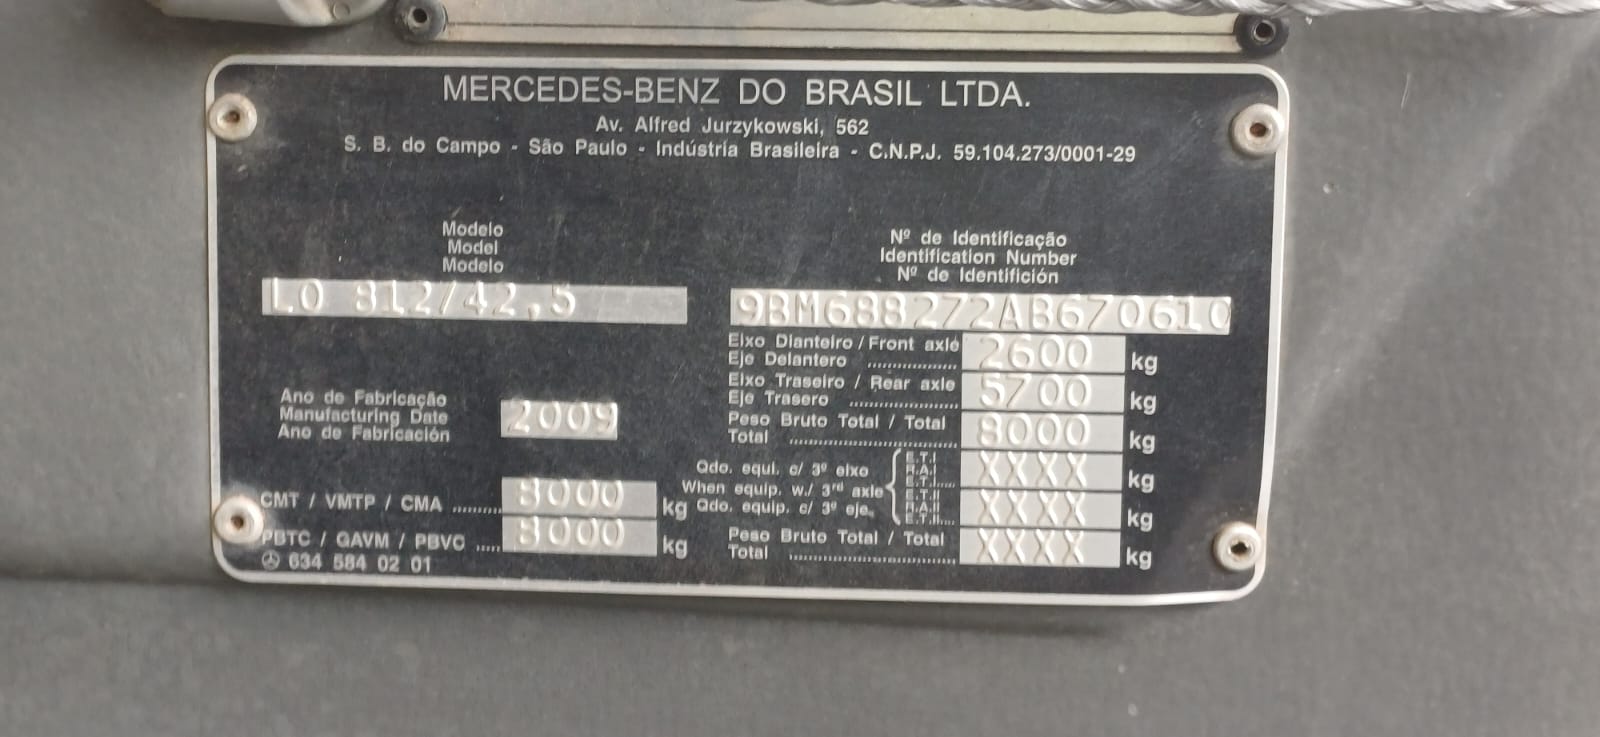 MERCEDES-BENZ DO BRASIL LTDA.
Av. Alfred Jurzykowski, 562
S. B. do Campo - São Paulo - Indústria Brasileira - C.N.P.J. 59.104.273/0001-29
Modelo
Model
Modelo
LO 812/42,5
Nº de Identificação
Identification Number
Nº de Identifición
9BM688272AB670610
Eixo Dianteiro / Front axle
Eje Delantero ................ 2600 kg
Eixo Traseiro / Rear axle
Eje Trasero .................... 5700 kg
Peso Bruto Total / Total
Total ................................ 8000 kg
Ano de Fabricação
Manufacturing Date
Ano de Fabricación
2009
Qdo. equi. c/ 3º eixo
When equip. w./ 3rd axle
Qdo. equip. c/ 3º eje.
E.T.I
R.A.I
E.T.I..... XXXX kg
E.T.II
R.A.II
E.T.II.... XXXX kg
Peso Bruto Total / Total
Total ................................ XXXX kg
CMT / VMTP / CMA .......... 8000 kg
PBTC / GAVM / PBVC ..... 8000 kg
634 584 02 01